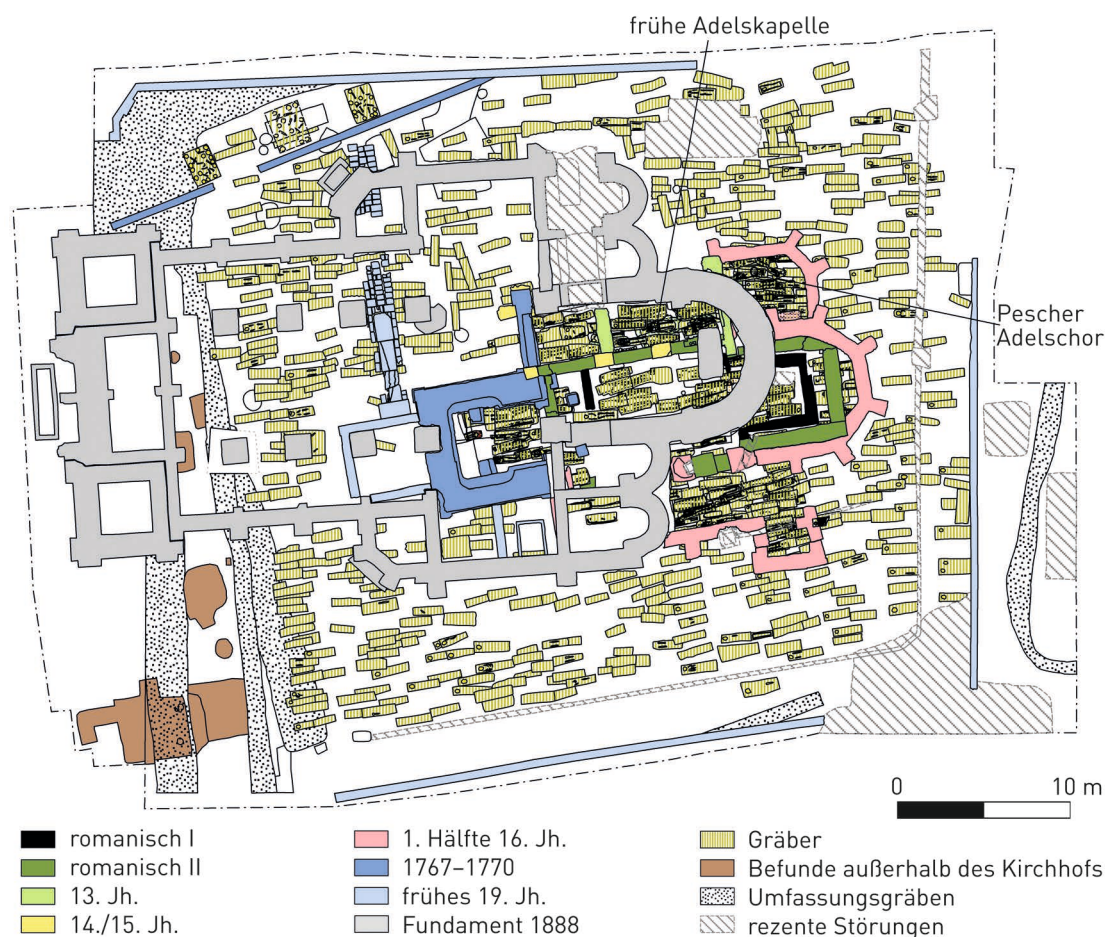 frühe Adelskapelle
Pescher
Adelschor
0 10 m
romanisch I
romanisch II
13. Jh.
14./15. Jh.
1. Hälfte 16. Jh.
1767–1770
frühes 19. Jh.
Fundament 1888
Gräber
Befunde außerhalb des Kirchhofs
Umfassungsgräben
rezente Störungen